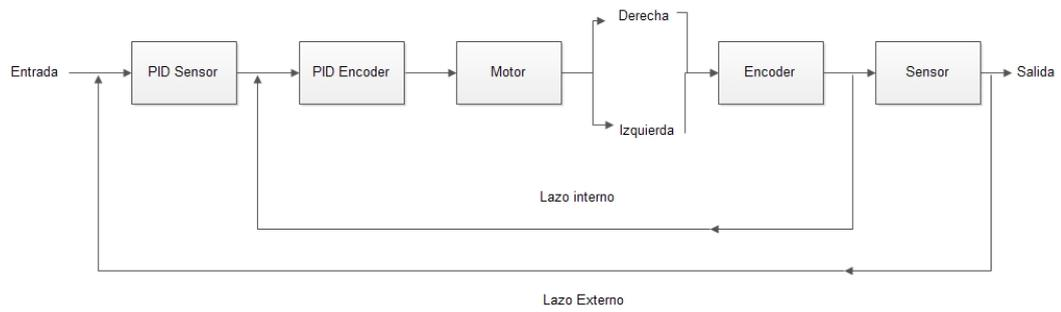 Derecha
Entrada
PID Sensor
PID Encoder
Motor
Encoder
Sensor
Salida
Izquierda
Lazo interno
Lazo Externo